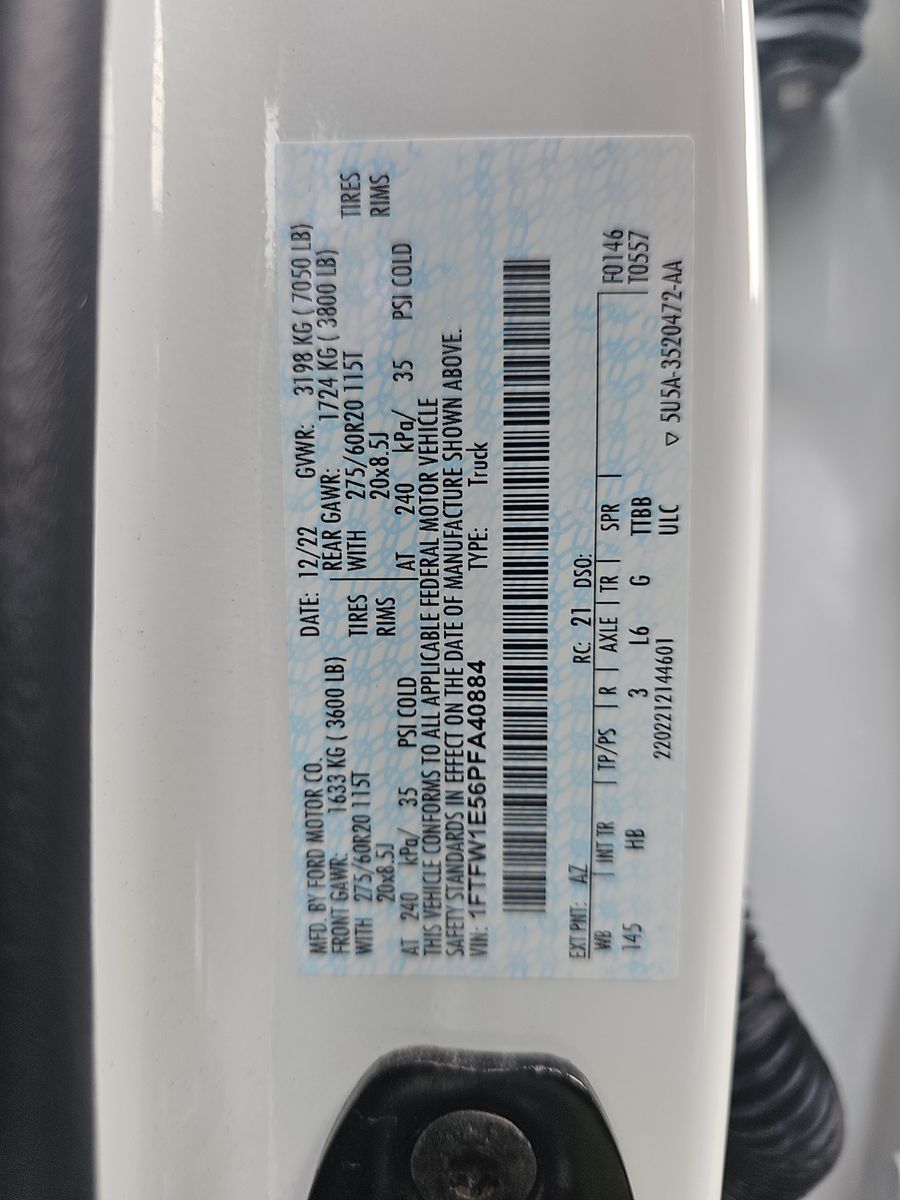 MFD. BY FORD MOTOR CO. DATE: 12/22 GVWR: 3198 KG ( 7050 LB)
FRONT GAWR: 1633 KG ( 3600 LB) REAR GAWR: 1724 KG ( 3800 LB)
WITH 275/60R20 115T TIRES WITH 275/60R20 115T TIRES
20x8.5J RIMS 20x8.5J RIMS
AT 240 kPa/ 35 PSI COLD AT 240 kPa/ 35 PSI COLD
THIS VEHICLE CONFORMS TO ALL APPLICABLE FEDERAL MOTOR VEHICLE
SAFETY STANDARDS IN EFFECT ON THE DATE OF MANUFACTURE SHOWN ABOVE.
VIN: 1FTFW1E56PFA40884 TYPE: Truck
EXT PNT: AZ RC: 21 DSO:
WB INT TR TP/PS R AXLE TR SPR F0146
145 HB 3 L6 G TTBB T0557
2202212144601 ULC ▽ 5U5A-3520472-AA